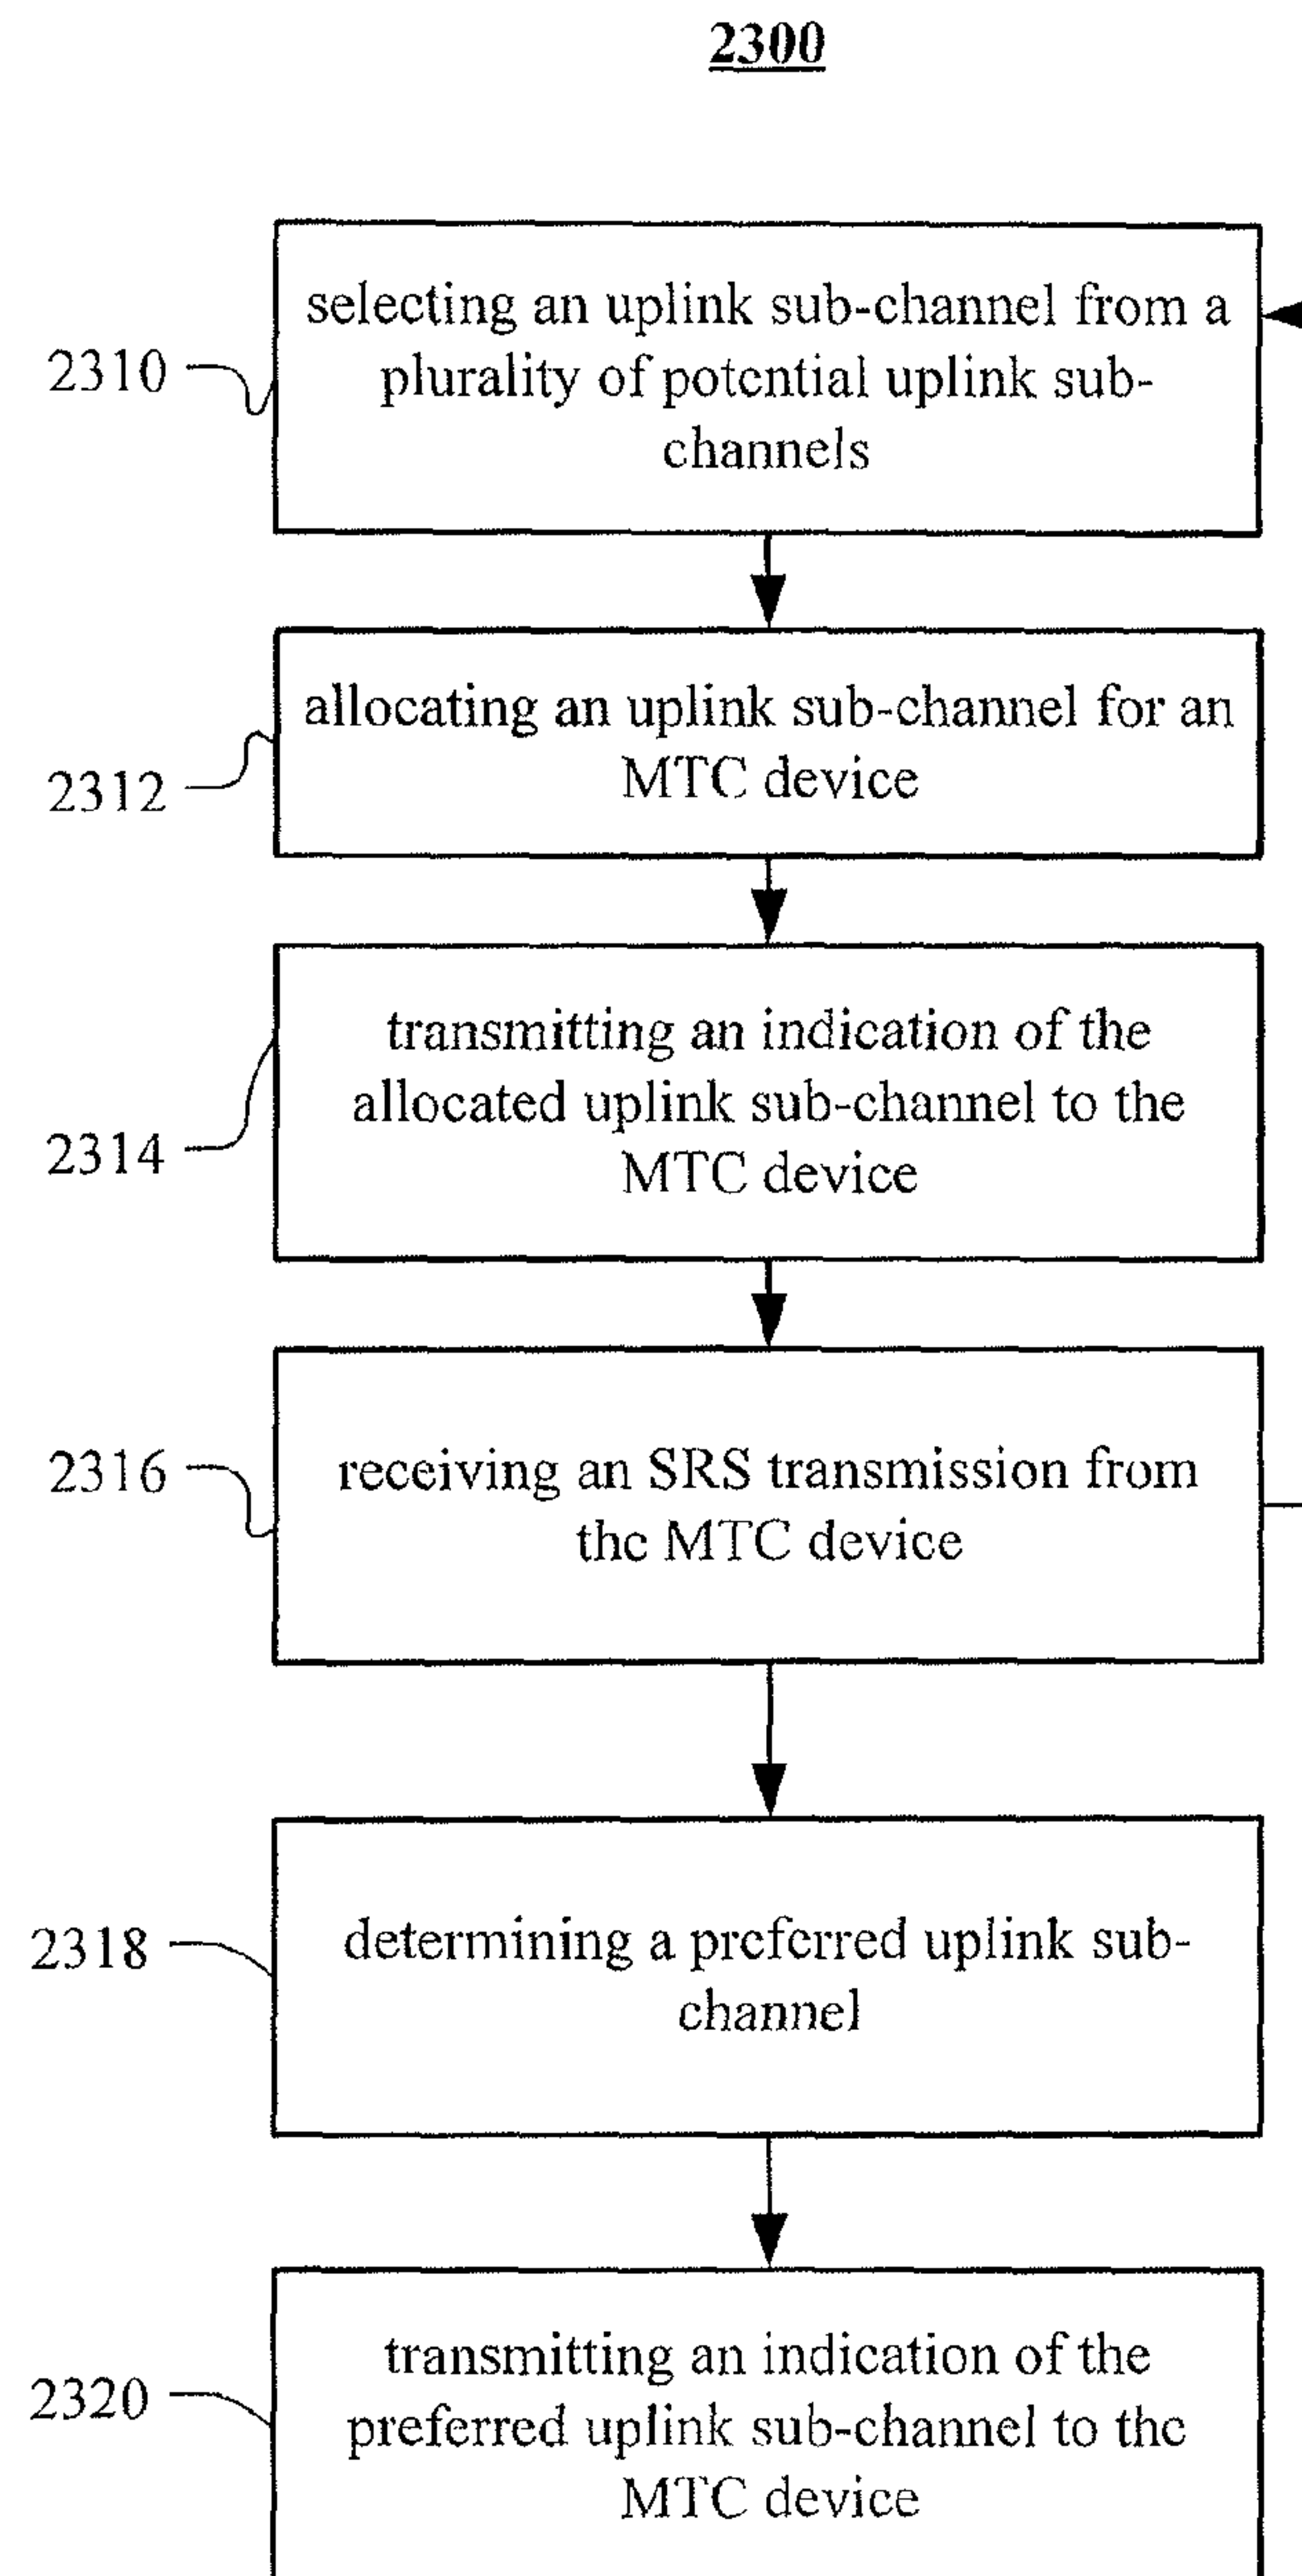 2300
selecting an uplink sub-channel from a
plurality of potential uplink sub-
channels
2310
allocating an uplink sub-channel for an
MTC device
2312
transmitting an indication of the
allocated uplink sub-channel to the
MTC device
2314
receiving an SRS transmission from
the MTC device
2316
determining a preferred uplink sub-
channel
2318
transmitting an indication of the
preferred uplink sub-channel to the
MTC device
2320